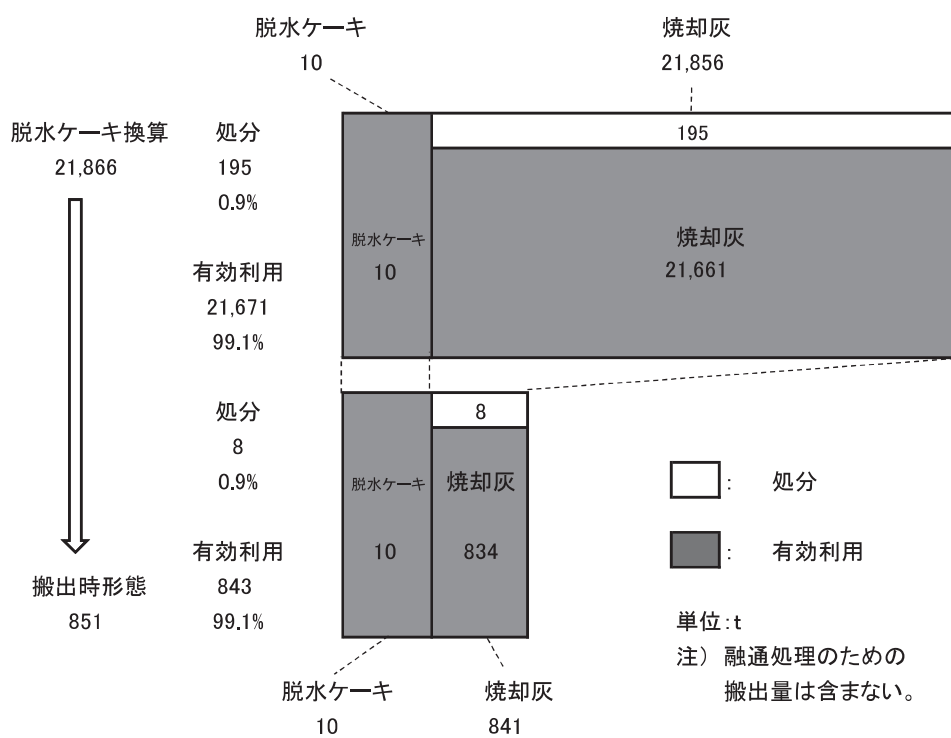 脱水ケーキ
10
焼却灰
21,856
脱水ケーキ換算
21,866
処分
195
0.9%
195
脱水ケーキ
10
焼却灰
21,661
有効利用
21,671
99.1%
処分
8
0.9%
8
脱水ケーキ
10
焼却灰
834
有効利用
843
99.1%
搬出時形態
851
脱水ケーキ
10
焼却灰
841
: 処分
: 有効利用
単位:t
注) 融通処理のための
搬出量は含まない。